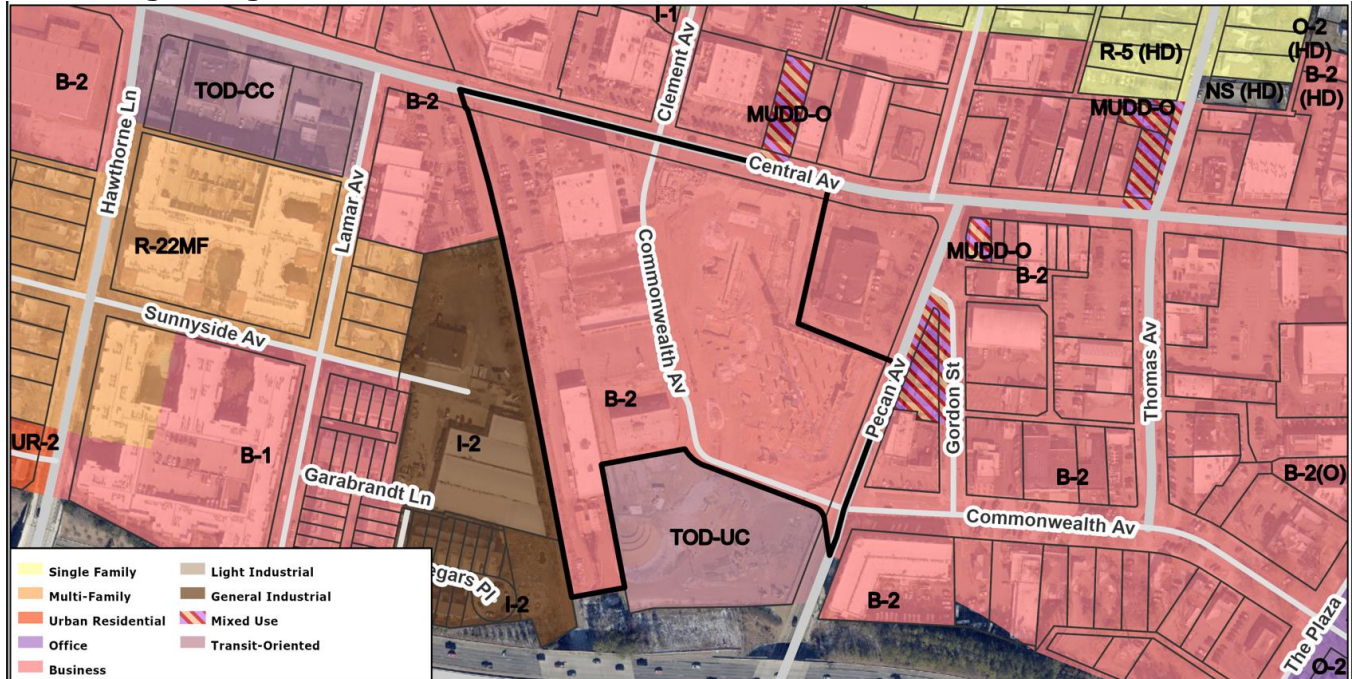 I-1
O-2
(HD)
R-5 (HD)
B-2
(HD)
NS (HD)
B-2
TOD-CC
B-2
Clement Av
MUDD-O
MUDD-O
Hawthorne Ln
Central Av
Lamar Av
R-22MF
MUDD-O
B-2
Commonwealth Av
Sunnyside Av
Pecan Av
Gordon St
Thomas Av
B-2
UR-2
B-1
I-2
B-2
B-2(O)
Garabrandt Ln
Commonwealth Av
TOD-UC
I-2
B-2
The Plaza
O-2
Single Family
Multi-Family
Urban Residential
Office
Business
Light Industrial
General Industrial
Mixed Use
Transit-Oriented